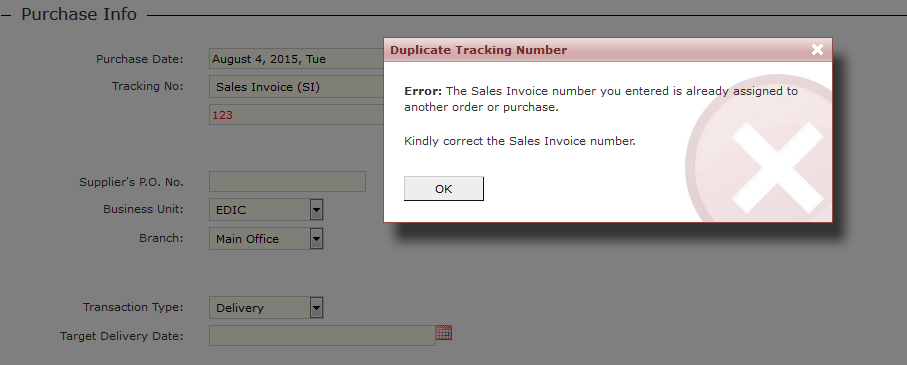 Purchase Info
Purchase Date: August 4, 2015, Tue
Tracking No: Sales Invoice (SI)
123
Supplier's P.O. No.
Business Unit: EDIC
Branch: Main Office
Transaction Type: Delivery
Target Delivery Date:
Duplicate Tracking Number
Error: The Sales Invoice number you entered is already assigned to
another order or purchase.
Kindly correct the Sales Invoice number.
OK